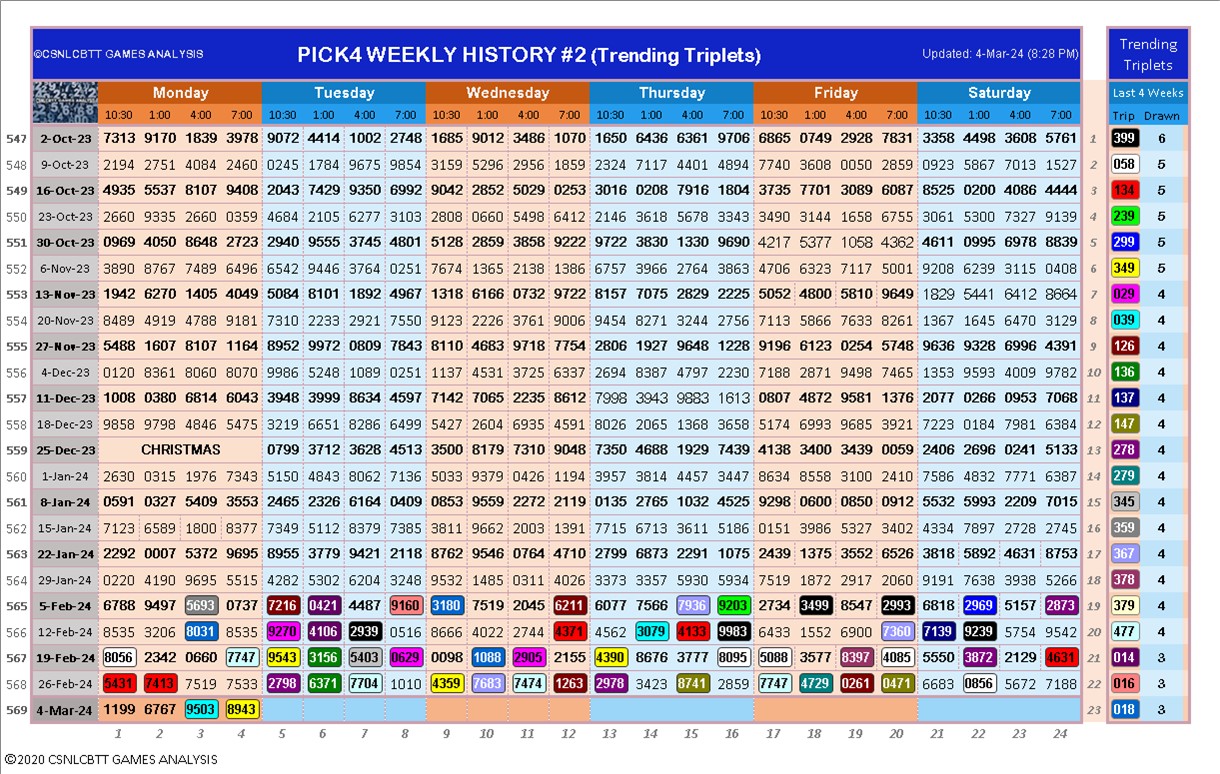 ©CSNLCBTT GAMES ANALYSIS PICK4 WEEKLY HISTORY #2 (Trending Triplets) Updated: 4-Mar-24 (8:28 PM) Trending Triplets
Monday Tuesday Wednesday Thursday Friday Saturday Last 4 Weeks
10:30 1:00 4:00 7:00 10:30 1:00 4:00 7:00 10:30 1:00 4:00 7:00 10:30 1:00 4:00 7:00 10:30 1:00 4:00 7:00 10:30 1:00 4:00 7:00 Trip Drawn
547 2-Oct-23 7313 9170 1839 3978 9072 4414 1002 2748 1685 9012 3486 1070 1650 6436 6361 9706 6865 0749 2928 7831 3358 4498 3608 5761 1 399 6
548 9-Oct-23 2194 2751 4084 2460 0245 1784 9675 9854 3159 5296 2956 1859 2324 7117 4401 4894 7740 3608 0050 2859 0923 5867 7013 1527 2 058 5
549 16-Oct-23 4935 5537 8107 9408 2043 7429 9350 6992 9042 2852 5029 0253 3016 0208 7916 1804 3735 7701 3089 6087 8525 0200 4086 4444 3 134 5
550 23-Oct-23 2660 9335 2660 0359 4684 2105 6277 3103 2808 0660 5498 6412 2146 3618 5678 3343 3490 3144 1658 6755 3061 5300 7327 9139 4 239 5
551 30-Oct-23 0969 4050 8648 2723 2940 9555 3745 4801 5128 2859 3858 9222 9722 3830 1330 9690 4217 5377 1058 4362 4611 0995 6978 8839 5 299 5
552 6-Nov-23 3890 8767 7489 6496 6542 9446 3764 0251 7674 1365 2138 1386 6757 3966 2764 3863 4706 6323 7117 5001 9208 6239 3115 0408 6 349 5
553 13-Nov-23 1942 6270 1405 4049 5084 8101 1892 4967 1318 6166 0732 9722 8157 7075 2829 2225 5052 4800 5810 9649 1829 5441 6412 8664 7 029 4
554 20-Nov-23 8489 4919 4788 9181 7310 2233 2921 7550 9123 2226 3761 9006 9454 8271 3244 2756 7113 5866 7633 8261 1367 1645 6470 3129 8 039 4
555 27-Nov-23 5488 1607 8107 1164 8952 9972 0809 7843 8110 4683 9718 7754 2806 1927 9648 1228 9196 6123 0254 5748 9636 9328 6996 4391 9 126 4
556 4-Dec-23 0120 8361 8060 8070 9986 5248 1089 0251 1137 4531 3725 6337 2694 8387 4797 2230 7188 2871 9498 7465 1353 9593 4009 9782 10 136 4
557 11-Dec-23 1008 0380 6814 6043 3948 3999 8634 4597 7142 7065 2235 8612 7998 3943 9883 1613 0807 4872 9581 1376 2077 0266 0953 7068 11 137 4
558 18-Dec-23 9858 9798 4846 5475 3219 6651 8286 6499 5427 2604 6935 4591 8026 2065 1368 3658 5174 6993 9685 3921 7223 0184 7981 6384 12 147 4
559 25-Dec-23 CHRISTMAS 0799 3712 3628 4513 3500 8179 7310 9048 7350 4688 1929 7439 4138 3400 3439 0059 2406 2696 0241 5133 13 278 4
560 1-Jan-24 2630 0315 1976 7343 5150 4843 8062 7136 5033 9379 0426 1194 3957 3814 4457 3447 8634 8558 3100 2410 7586 4832 7771 6387 14 279 4
561 8-Jan-24 0591 0327 5409 3553 2465 2326 6164 0409 0853 9559 2272 2119 0135 2765 1032 4525 9298 0600 0850 0912 5532 5993 2209 7015 15 345 4
562 15-Jan-24 7123 6589 1800 8377 7349 5112 8379 7385 3811 9662 2003 1391 7715 6713 3611 5186 0151 3986 5327 3402 4334 7897 2728 2745 16 359 4
563 22-Jan-24 2292 0007 5372 9695 8955 3779 9421 2118 8762 9546 0764 4710 2799 6873 2291 1075 2439 1375 3552 6526 3818 5892 4631 8753 17 367 4
564 29-Jan-24 0220 4190 9695 5515 4282 5302 6204 3248 9532 1485 0311 4026 3373 3357 5930 5934 7519 1872 2917 2060 9191 7638 3938 5266 18 378 4
565 5-Feb-24 6788 9497 5693 0737 7216 0421 4487 9160 3180 7519 2045 6211 6077 7566 7936 9203 2734 3499 8547 2993 6818 2969 5157 2873 19 379 4
566 12-Feb-24 8535 3206 8031 8535 9270 4106 2939 0516 8666 4022 2744 4371 4562 3079 4133 9983 6433 1552 6900 7360 7139 9239 5754 9542 20 477 4
567 19-Feb-24 8056 2342 0660 7747 9543 3156 5403 0629 0098 1088 2905 2155 4390 8676 3777 8095 5088 3577 8397 4085 5550 3872 2129 4631 21 014 3
568 26-Feb-24 5431 7413 7519 7533 2798 6371 7704 1010 4359 7683 7474 1263 2978 3423 8741 2859 7747 4729 0261 0471 6683 0856 5672 7188 22 016 3
569 4-Mar-24 1199 6767 9503 8943 23 018 3
1 2 3 4 5 6 7 8 9 10 11 12 13 14 15 16 17 18 19 20 21 22 23 24
©2020 CSNLCBTT GAMES ANALYSIS